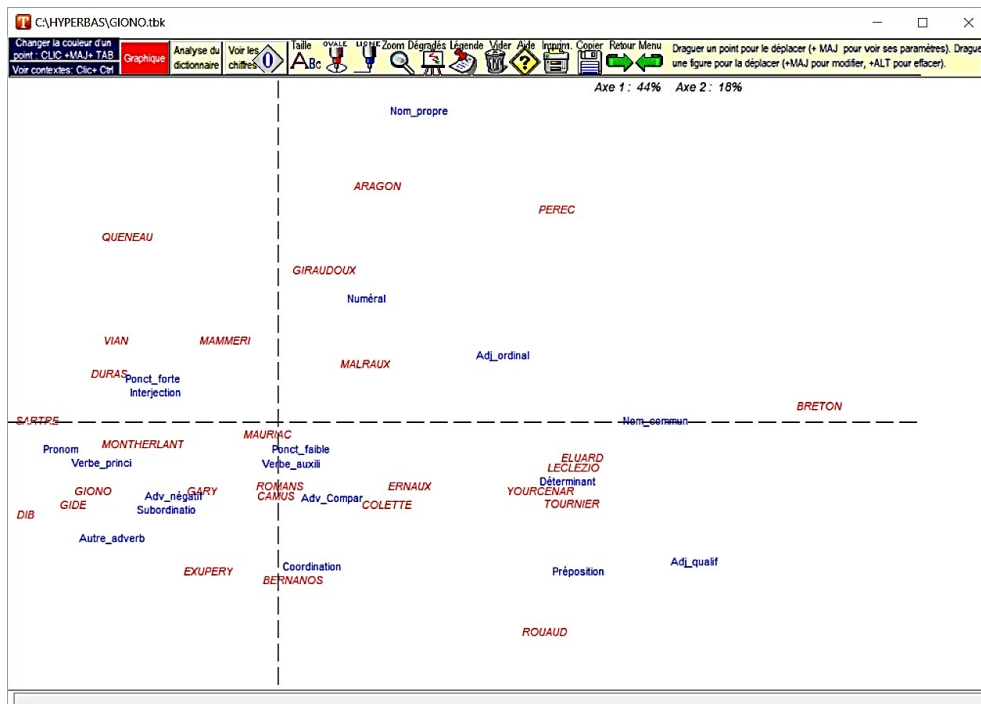 C:\HYPERBAS\GIONO.tbk
Changer la couleur d'un
point : CLIC +MAJ+ TAB
Voir contextes: Clic+ Ctrl
Graphique
Analyse du
dictionnaire
Voir les
chiffres
0
Taille OVALE LIGNE Zoom Dégradés Légende Vider Aide Imprim. Copier Retour Menu
ABC
?
Draguer un point pour le déplacer (+ MAJ pour voir ses paramètres). Drague
une figure pour la déplacer (+MAJ pour modifier, +ALT pour effacer).
Axe 1 : 44% Axe 2 : 18%
Nom_propre
ARAGON
PEREC
QUENEAU
GIRAUDOUX
Numéral
VIAN MAMMERI
Adj_ordinal
MALRAUX
DURAS Ponct_forte
Interjection
BRETON
SARTRE Nom_commun
MAURIAC
MONTHERLANT
Pronom Ponct_faible
ELUARD
Verbe_princi Verbe_auxili
LECLEZIO
Déterminant
ROMANS ERNAUX
GIONO GARY YOURCENAR
Adv_négatif CAMUS Adv_Compar
GIDE COLETTE TOURNIER
Subordinatio
DIB
Autre_adverb
Adj_qualif
Coordination
EXUPERY Préposition
BERNANOS
ROUAUD